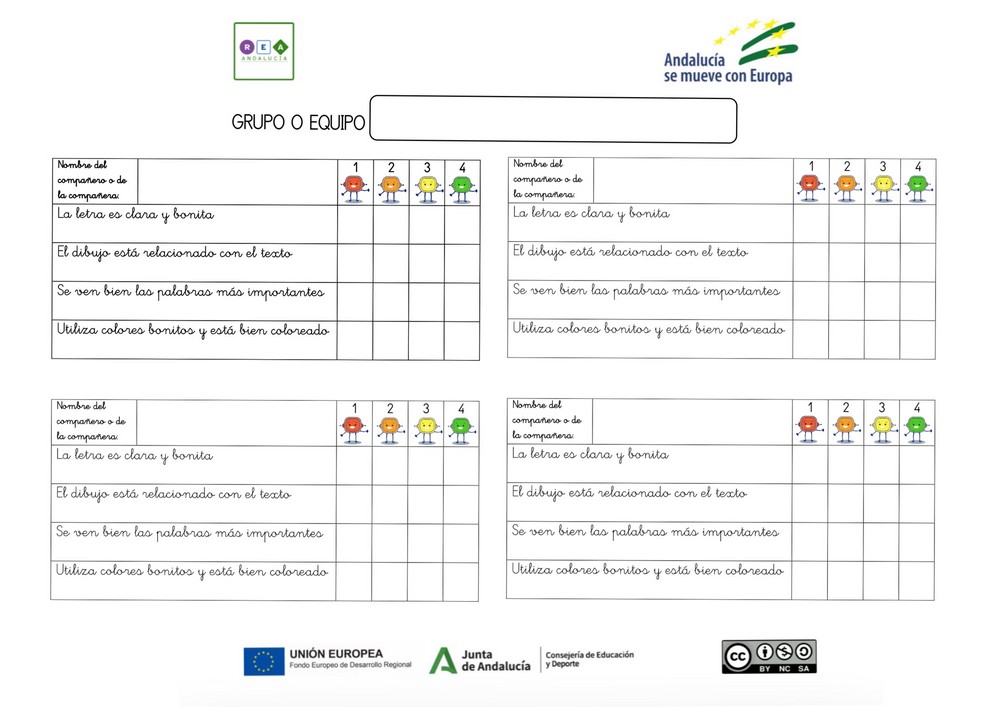 R E A
ANDALUCÍA
Andalucía
se mueve con Europa
GRUPO O EQUIPO
Nombre del
compañero o de
la compañera:
1 2 3 4
La letra es clara y bonita
El dibujo está relacionado con el texto
Se ven bien las palabras más importantes
Utiliza colores bonitos y está bien coloreado
Nombre del
compañero o de
la compañera:
1 2 3 4
La letra es clara y bonita
El dibujo está relacionado con el texto
Se ven bien las palabras más importantes
Utiliza colores bonitos y está bien coloreado
Nombre del
compañero o de
la compañera:
1 2 3 4
La letra es clara y bonita
El dibujo está relacionado con el texto
Se ven bien las palabras más importantes
Utiliza colores bonitos y está bien coloreado
Nombre del
compañero o de
la compañera:
1 2 3 4
La letra es clara y bonita
El dibujo está relacionado con el texto
Se ven bien las palabras más importantes
Utiliza colores bonitos y está bien coloreado
UNIÓN EUROPEA
Fondo Europeo de Desarrollo Regional
Junta
de Andalucía
Consejería de Educación
y Deporte
cc
BY NC SA